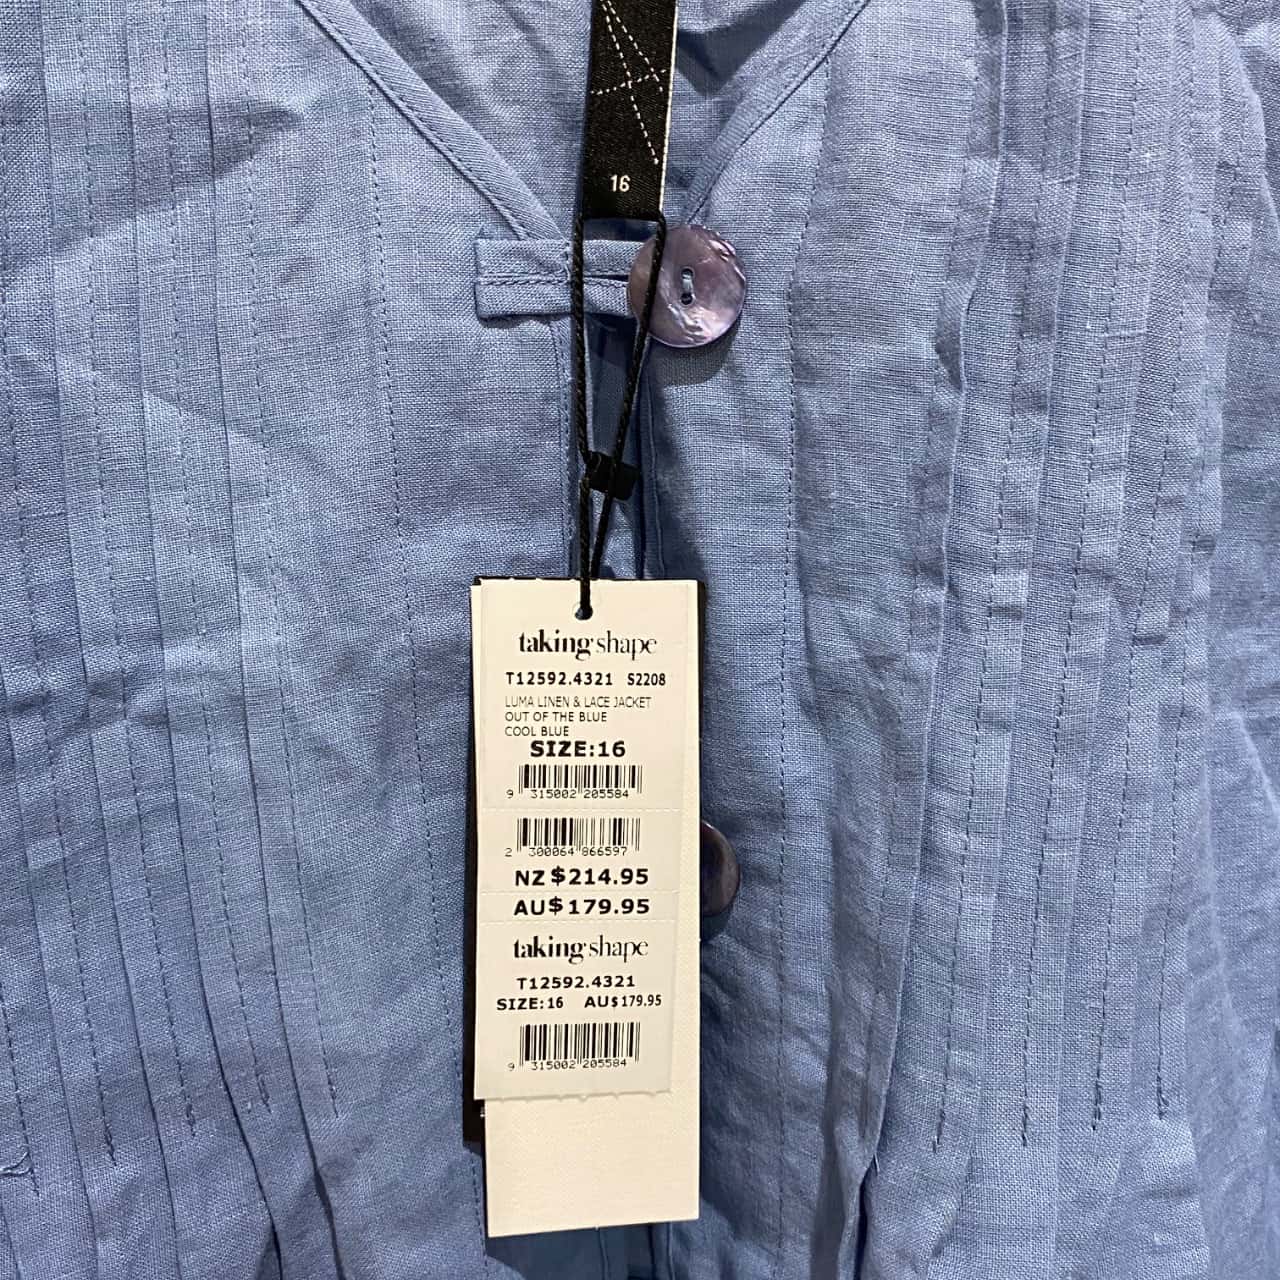 16
taking shape
T12592.4321 S2208
LUMA LINEN & LACE JACKET
OUT OF THE BLUE
COOL BLUE
SIZE:16
9 315002 205584
2 300064 866597
NZ $214.95
AU$179.95
taking shape
T12592.4321
SIZE:16 AU$179.95
9 315002 205584